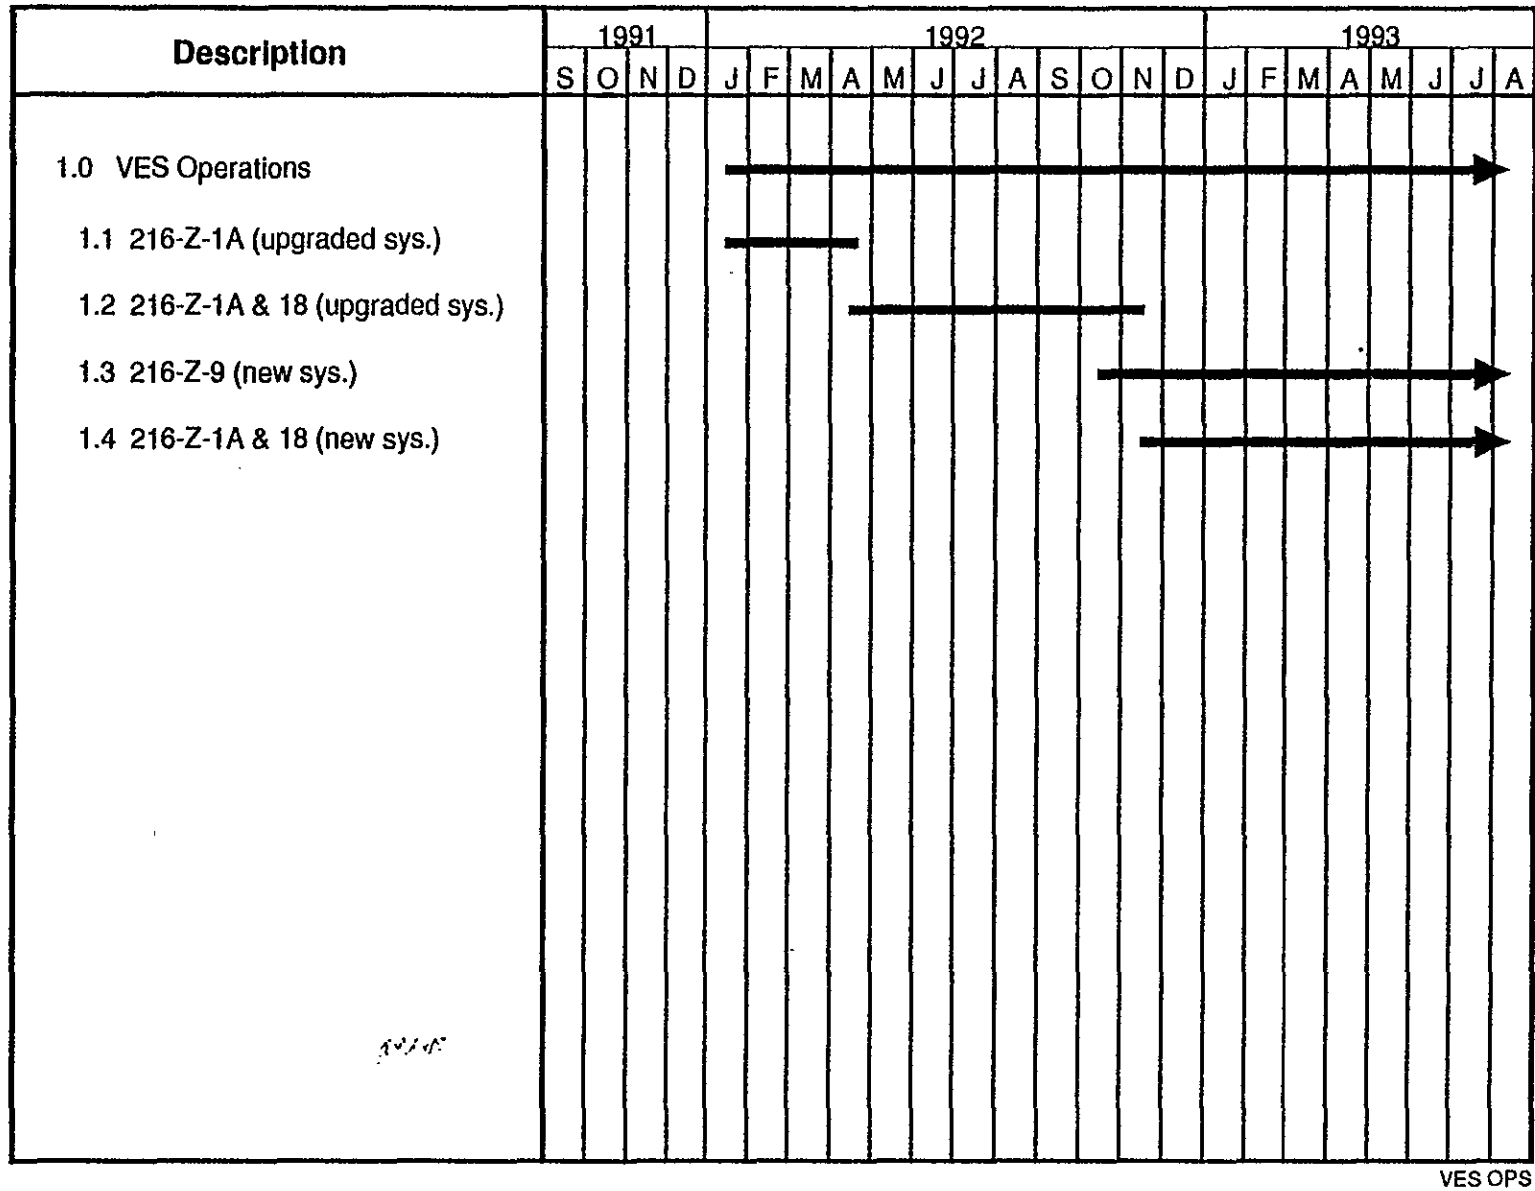 Description
1991 1992 1993
S O N D J F M A M J J A S O N D J F M A M J J A
1.0 VES Operations
1.1 216-Z-1A (upgraded sys.)
1.2 216-Z-1A & 18 (upgraded sys.)
1.3 216-Z-9 (new sys.)
1.4 216-Z-1A & 18 (new sys.)
VES OPS